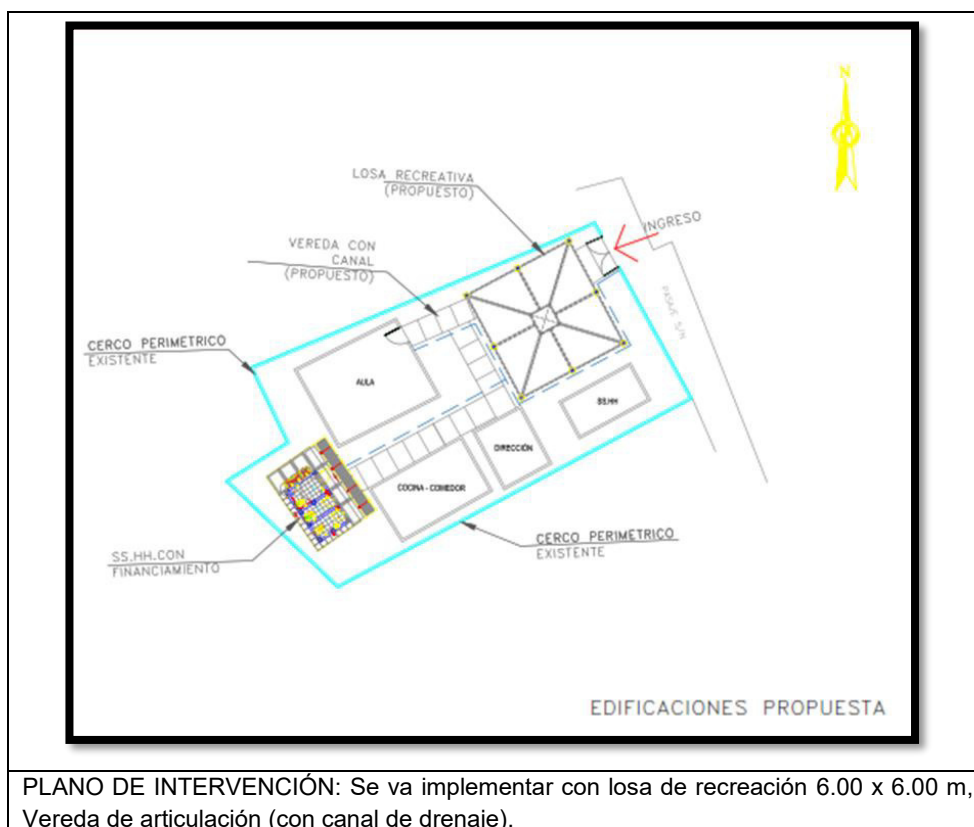 N
LOSA RECREATIVA
(PROPUESTO)
INGRESO
VEREDA CON
CANAL
(PROPUESTO)
PASAJE S/N
CERCO PERIMETRICO
EXISTENTE
AULA
SS.HH
DIRECCIÓN
COCINA - COMEDOR
CERCO PERIMETRICO
EXISTENTE
SS.HH.CON
FINANCIAMIENTO
EDIFICACIONES PROPUESTA
PLANO DE INTERVENCIÓN: Se va implementar con losa de recreación 6.00 x 6.00 m,
Vereda de articulación (con canal de drenaje).